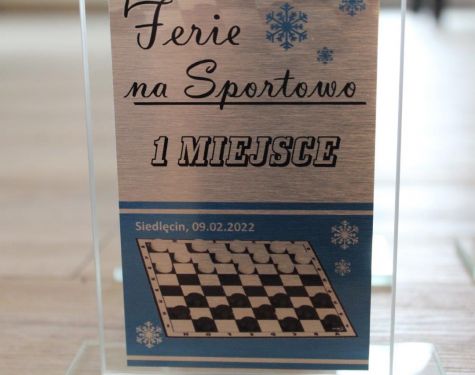 Ferie
na Sportowo
1 MIEJSCE
Siedlęcin, 09.02.2022